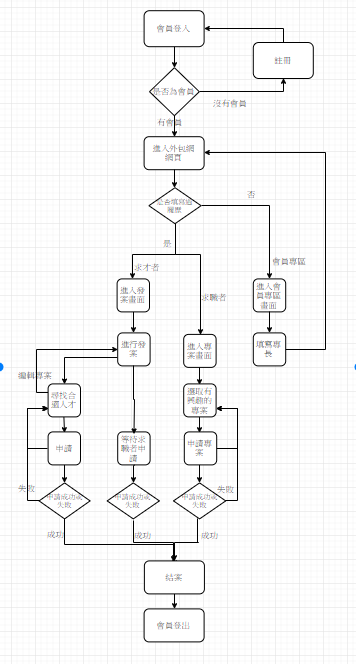 會員登入
註冊
是否為會員
沒有會員
有會員
進入外包網
網頁
是否填寫過
履歷
否
是
會員專區
求才者
求職者
進入發
案畫面
進入會
員專區
畫面
進行發
案
進入專
案畫面
填寫專
長
編輯專案
尋找合
適人才
選取有
興趣的
專案
申請
等待求
職者申
請
申請專
案
失敗
失敗
申請成功或
失敗
申請成功或
失敗
申請成功或
失敗
成功
成功
成功
結案
會員登出